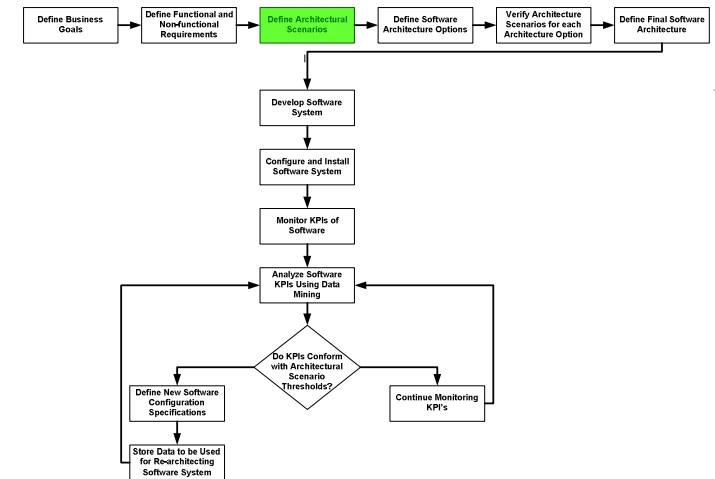 Define Business
Goals
Define Functional and
Non-functional
Requirements
Define Architectural
Scenarios
Define Software
Architecture Options
Verify Architecture
Scenarios for each
Architecture Option
Define Final Software
Architecture
Develop Software
System
Configure and Install
Software System
Monitor KPIs of
Software
Analyze Software
KPIs Using Data
Mining
Do KPIs Conform
with Architectural
Scenario
Thresholds?
Define New Software
Configuration
Specifications
Continue Monitoring
KPI's
Store Data to be Used
for Re-architecting
Software System